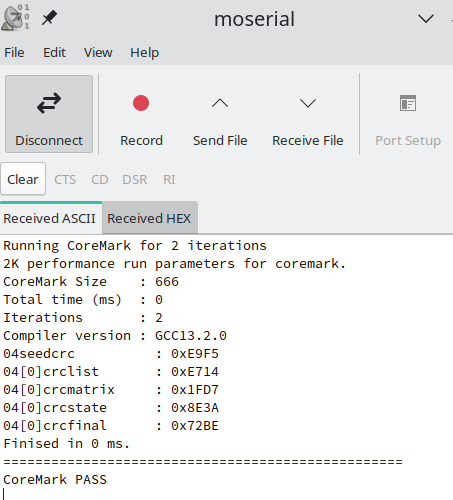 moserial
File Edit View Help
Disconnect Record Send File Receive File Port Setup
Clear CTS CD DSR RI
Received ASCII Received HEX
Running CoreMark for 2 iterations
2K performance run parameters for coremark.
CoreMark Size    : 666
Total time (ms)  : 0
Iterations       : 2
Compiler version : GCC13.2.0
04seedcrc          : 0xE9F5
04[0]crclist       : 0xE714
04[0]crcmatrix     : 0x1FD7
04[0]crcstate      : 0x8E3A
04[0]crcfinal      : 0x72BE
Finised in 0 ms.
==================================================
CoreMark PASS